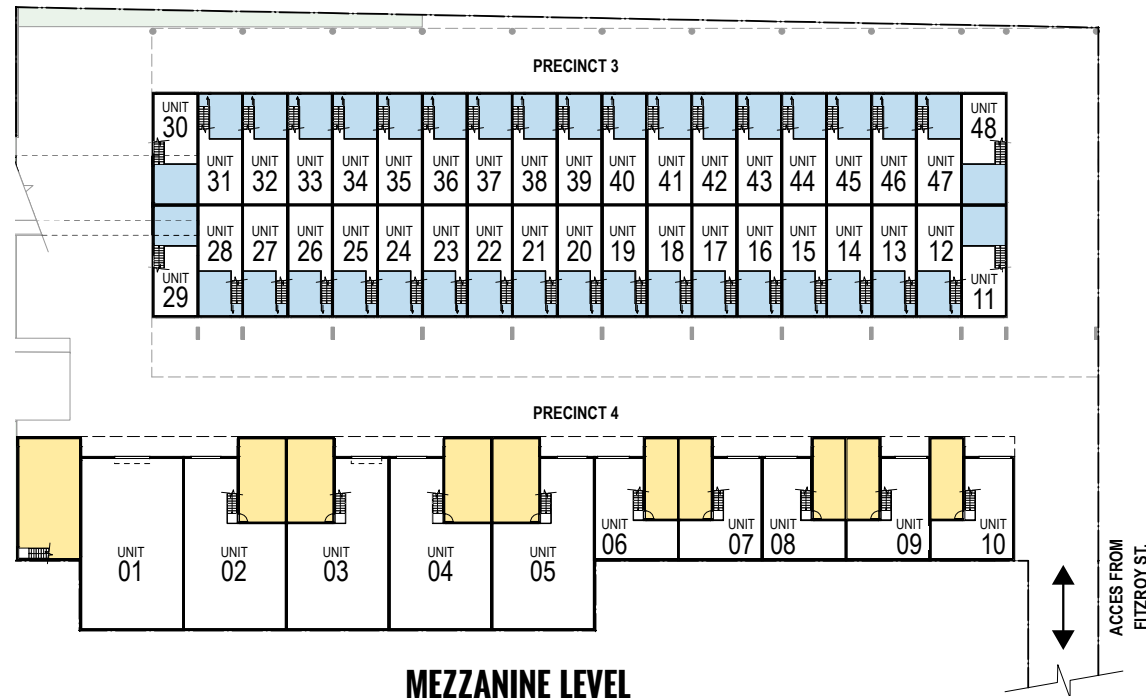 PRECINCT 3
UNIT
30
UNIT
31
UNIT
32
UNIT
33
UNIT
34
UNIT
35
UNIT
36
UNIT
37
UNIT
38
UNIT
39
UNIT
40
UNIT
41
UNIT
42
UNIT
43
UNIT
44
UNIT
45
UNIT
46
UNIT
47
UNIT
48
UNIT
29
UNIT
28
UNIT
27
UNIT
26
UNIT
25
UNIT
24
UNIT
23
UNIT
22
UNIT
21
UNIT
20
UNIT
19
UNIT
18
UNIT
17
UNIT
16
UNIT
15
UNIT
14
UNIT
13
UNIT
12
UNIT
11
PRECINCT 4
UNIT
01
UNIT
02
UNIT
03
UNIT
04
UNIT
05
UNIT
06
UNIT
07
UNIT
08
UNIT
09
UNIT
10
ACCES FROM
FITZROY ST.
MEZZANINE LEVEL